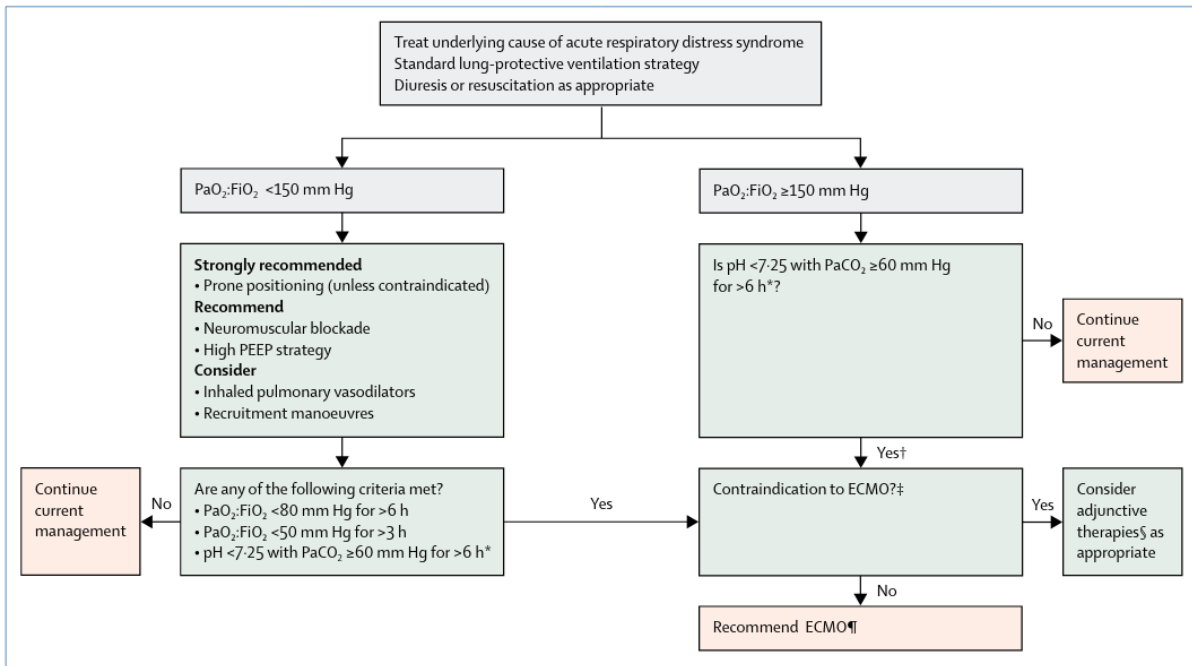 Treat underlying cause of acute respiratory distress syndrome
Standard lung-protective ventilation strategy
Diuresis or resuscitation as appropriate
PaO₂:FiO₂ <150 mm Hg
PaO₂:FiO₂ ≥150 mm Hg
Strongly recommended
• Prone positioning (unless contraindicated)
Recommend
• Neuromuscular blockade
• High PEEP strategy
Consider
• Inhaled pulmonary vasodilators
• Recruitment manoeuvres
Is pH <7·25 with PaCO₂ ≥60 mm Hg
for >6 h*?
No
Continue
current
management
Yes†
Continue
current
management
No
Are any of the following criteria met?
• PaO₂:FiO₂ <80 mm Hg for >6 h
• PaO₂:FiO₂ <50 mm Hg for >3 h
• pH <7·25 with PaCO₂ ≥60 mm Hg for >6 h*
Yes
Contraindication to ECMO?‡
Yes
Consider
adjunctive
therapies§ as
appropriate
No
Recommend ECMO¶